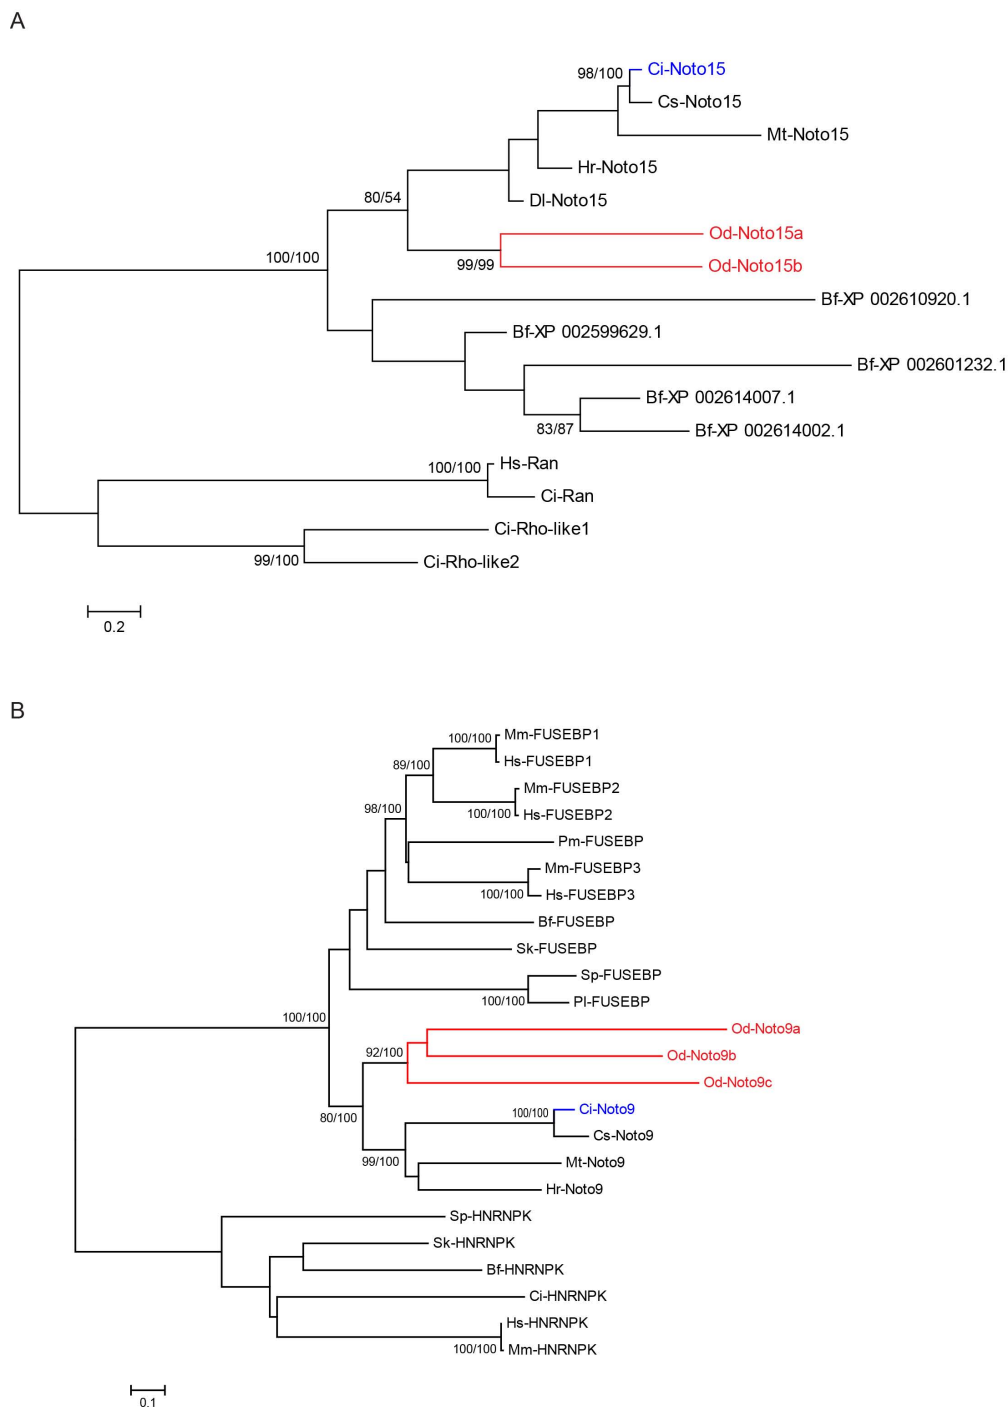 A
98/100
Ci-Noto15
Cs-Noto15
Mt-Noto15
Hr-Noto15
80/54
Dl-Noto15
Od-Noto15a
100/100
99/99
Od-Noto15b
Bf-XP 002610920.1
Bf-XP 002599629.1
Bf-XP 002601232.1
Bf-XP 002614007.1
83/87
Bf-XP 002614002.1
100/100
Hs-Ran
Ci-Ran
Ci-Rho-like1
99/100
Ci-Rho-like2
0.2
B
100/100
Mm-FUSEBP1
Hs-FUSEBP1
89/100
Mm-FUSEBP2
98/100
100/100
Hs-FUSEBP2
Pm-FUSEBP
Mm-FUSEBP3
100/100
Hs-FUSEBP3
Bf-FUSEBP
Sk-FUSEBP
Sp-FUSEBP
100/100
Pl-FUSEBP
100/100
Od-Noto9a
92/100
Od-Noto9b
Od-Noto9c
100/100
Ci-Noto9
80/100
Cs-Noto9
99/100
Mt-Noto9
Hr-Noto9
Sp-HNRNPK
Sk-HNRNPK
Bf-HNRNPK
Ci-HNRNPK
Hs-HNRNPK
100/100
Mm-HNRNPK
0.1